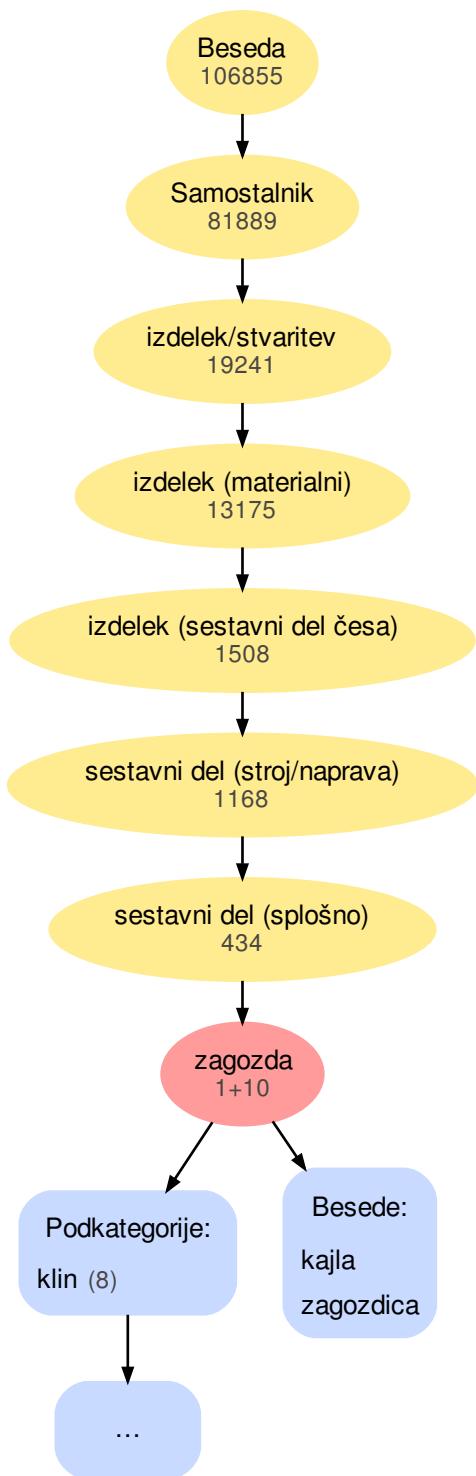 Beseda
106855
Samostalnik
81889
izdelek/stvaritev
19241
izdelek (materialni)
13175
izdelek (sestavni del česa)
1508
sestavni del (stroj/naprava)
1168
sestavni del (splošno)
434
zagozda
1+10
Podkategorije:
klin (8)
Besede:
kajla
zagozdica
...